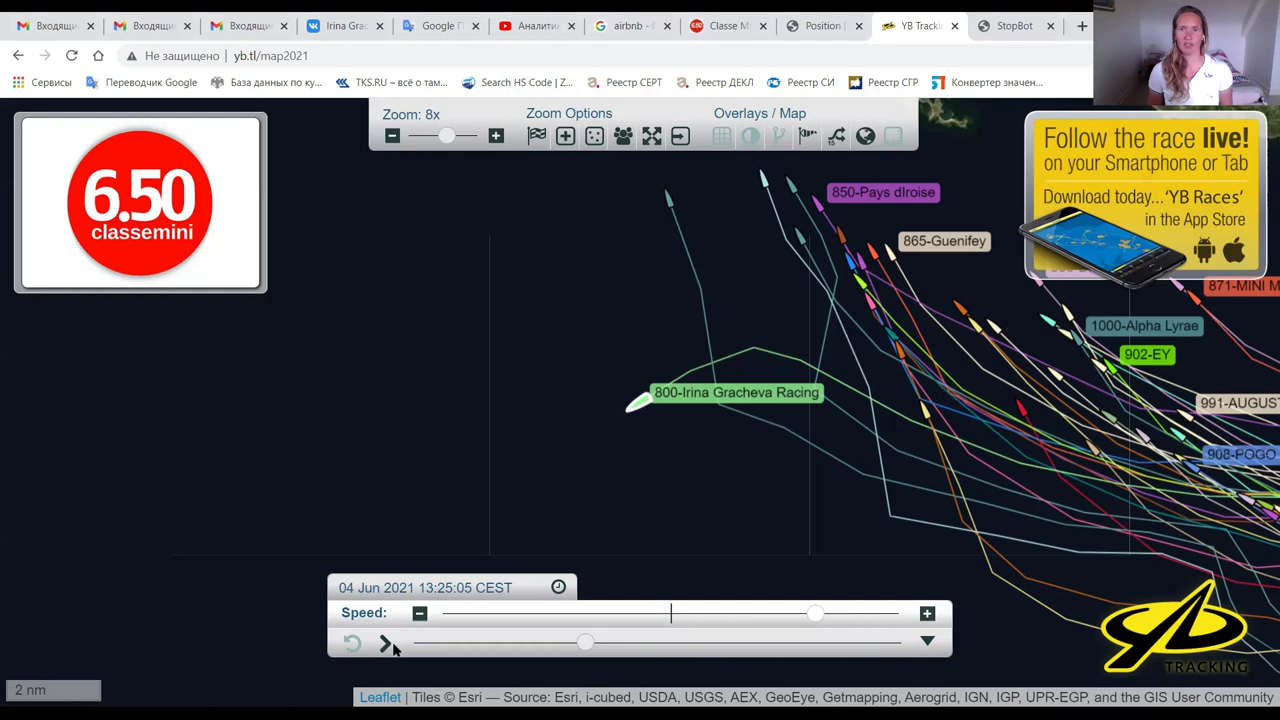 Входящи
Входящи
Входящи
Irina Grac
Google П
Аналити
airbnb - П
Classe M
Position
YB Trackin
StopBot
Не защищено
yb.tl/map2021
Сервисы
Переводчик Google
База данных по ку...
TKS.RU – всё о там...
Search HS Code | Z...
Реестр СЕРТ
Реестр ДЕКЛ
Реестр СИ
Реестр СГР
Конвертер значен...
Zoom: 8x
Zoom Options
Overlays / Map
15
6.50
classemini
Follow the race live!
on your Smartphone or Tab
Download today...'YB Races'
in the App Store
850-Pays dIroise
865-Guenifey
871-MINI M
1000-Alpha Lyrae
902-EY
800-Irina Gracheva Racing
991-AUGUST
908-POGO
04 Jun 2021 13:25:05 CEST
Speed:
TRACKING
2 nm
Leaflet | Tiles © Esri — Source: Esri, i-cubed, USDA, USGS, AEX, GeoEye, Getmapping, Aerogrid, IGN, IGP, UPR-EGP, and the GIS User Community